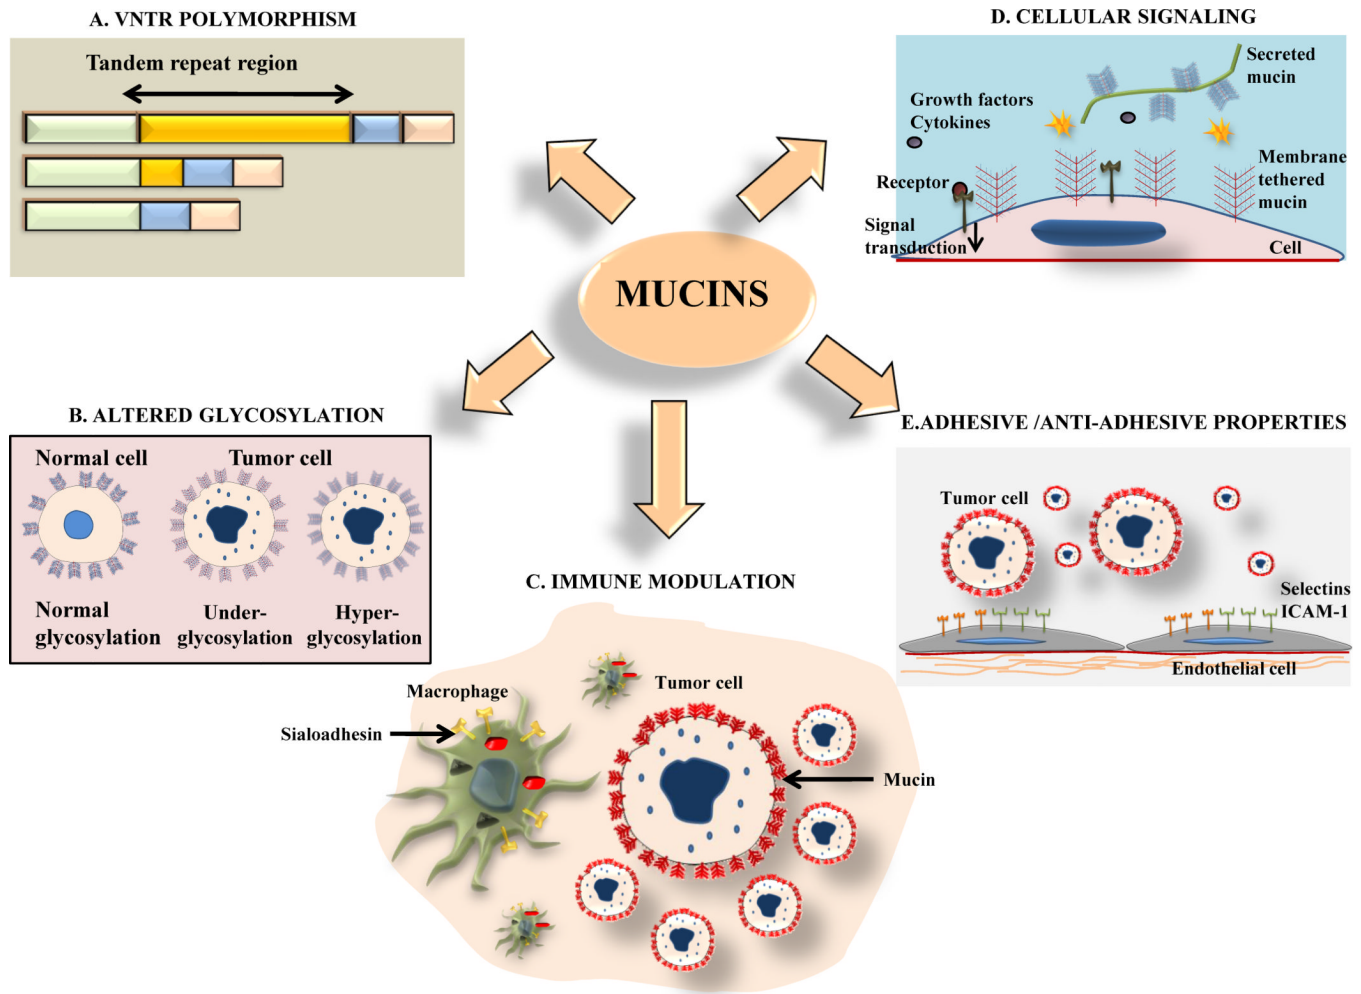 A. VNTR POLYMORPHISM
Tandem repeat region
D. CELLULAR SIGNALING
Secreted
mucin
Growth factors
Cytokines
Membrane
tethered
mucin
Receptor
Signal
transduction
Cell
MUCINS
B. ALTERED GLYCOSYLATION
Normal cell
Tumor cell
Normal
glycosylation
Under-
glycosylation
Hyper-
glycosylation
E.ADHESIVE /ANTI-ADHESIVE PROPERTIES
Tumor cell
Selectins
ICAM-1
Endothelial cell
C. IMMUNE MODULATION
Macrophage
Tumor cell
Sialoadhesin
Mucin